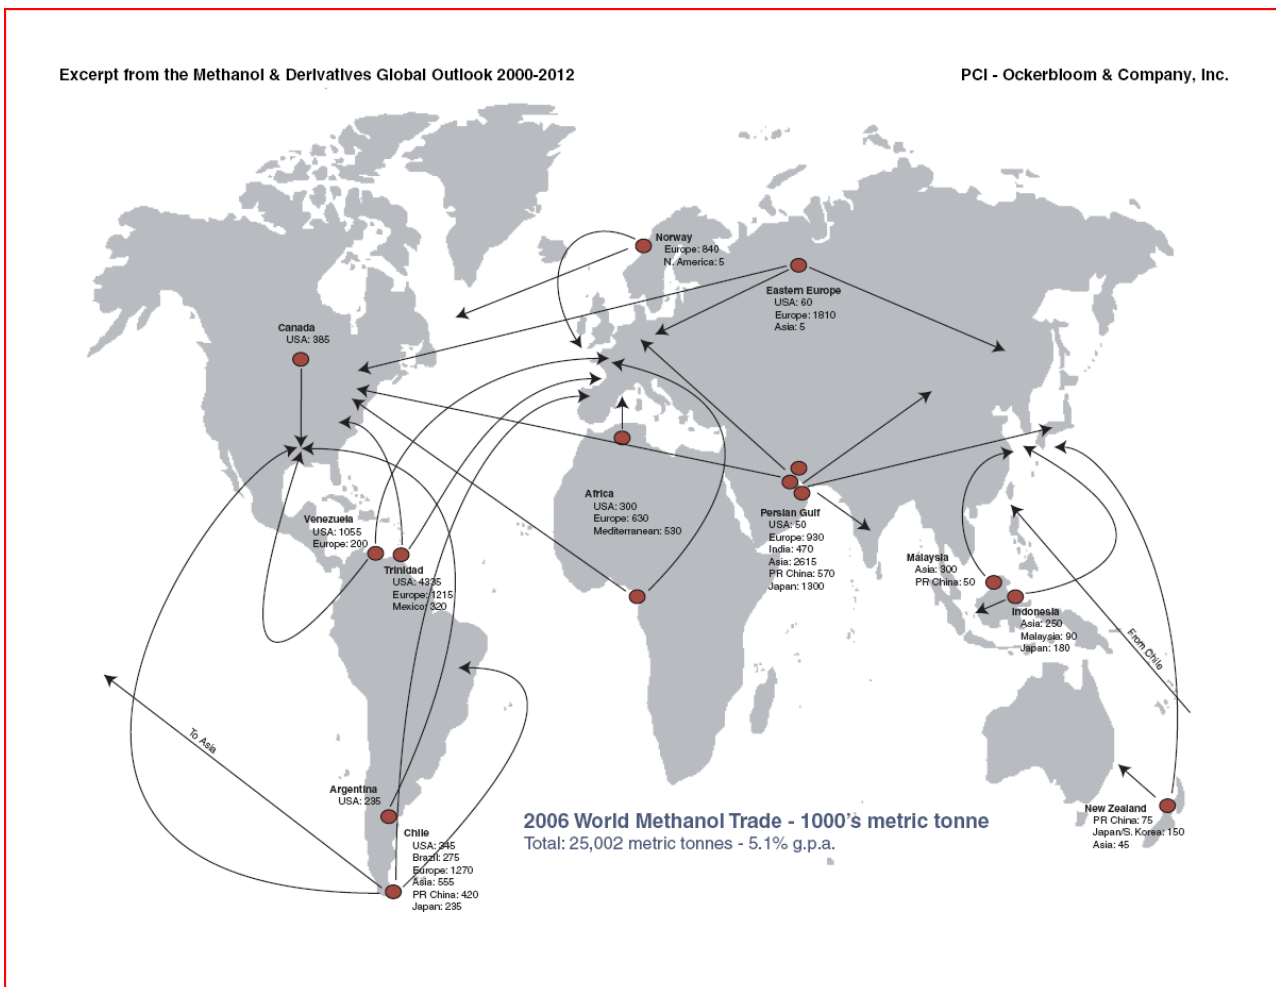 Excerpt from the Methanol & Derivatives Global Outlook 2000-2012
PCI - Ockerbloom & Company, Inc.
Norway
Europe: 840
N. America: 5
Eastern Europe
USA: 60
Europe: 1810
Asia: 5
Canada
USA: 385
Africa
USA: 300
Europe: 630
Mediterranean: 530
Persian Gulf
USA: 50
Europe: 930
India: 470
Asia: 2615
PR China: 570
Japan: 1300
Venezuela
USA: 1055
Europe: 200
Trinidad
USA: 4335
Europe: 1215
Mexico: 320
Malaysia
Asia: 300
PR China: 50
Indonesia
Asia: 250
Malaysia: 90
Japan: 180
From Chile
To Asia
Argentina
USA: 235
Chile
USA: 345
Brazil: 275
Europe: 1270
Asia: 555
PR China: 420
Japan: 235
New Zealand
PR China: 75
Japan/S. Korea: 150
Asia: 45
2006 World Methanol Trade - 1000's metric tonne
Total: 25,002 metric tonnes - 5.1% g.p.a.